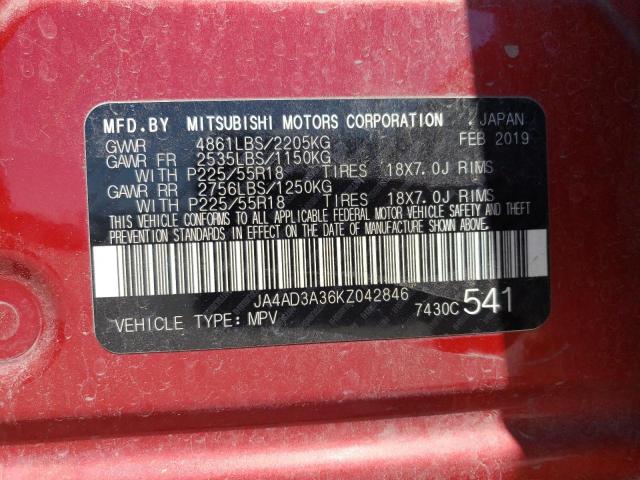 MFD.BY MITSUBISHI MOTORS CORPORATION JAPAN
GVWR 4861LBS/2205KG FEB 2019
GAWR FR 2535LBS/1150KG
WITH P225/55R18 TIRES 18X7.0J RIMS
GAWR RR 2756LBS/1250KG
WITH P225/55R18 TIRES 18X7.0J RIMS
THIS VEHICLE CONFORMS TO ALL APPLICABLE FEDERAL MOTOR VEHICLE SAFETY AND THEFT
PREVENTION STANDARDS IN EFFECT ON THE DATE OF MANUFACTURE SHOWN ABOVE.
JA4AD3A36KZ042846
VEHICLE TYPE: MPV 7430C 541